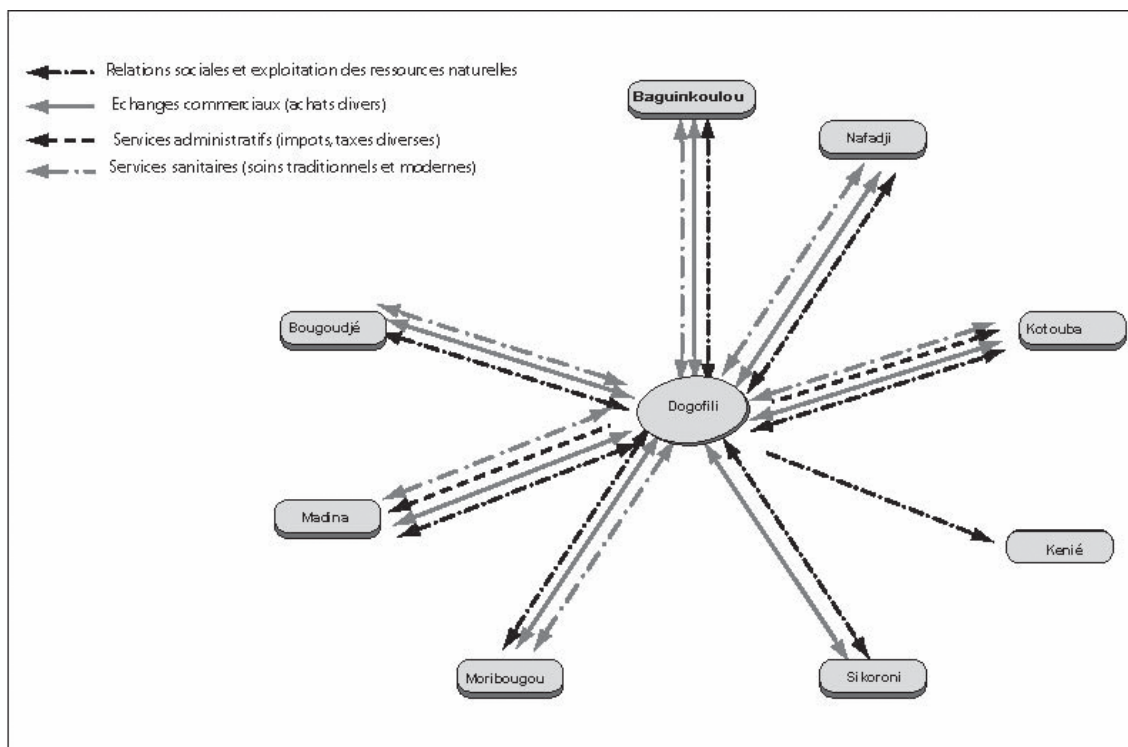 Relations sociales et exploitation des ressources naturelles
Echanges commerciaux (achats divers)
Services administratifs (impots, taxes diverses)
Services sanitaires (soins traditionnels et modernes)
Baguinkoulou
Nafadji
Bougoudjé
Kotouba
Dogofili
Madina
Kenié
Moribougou
Sikoroni